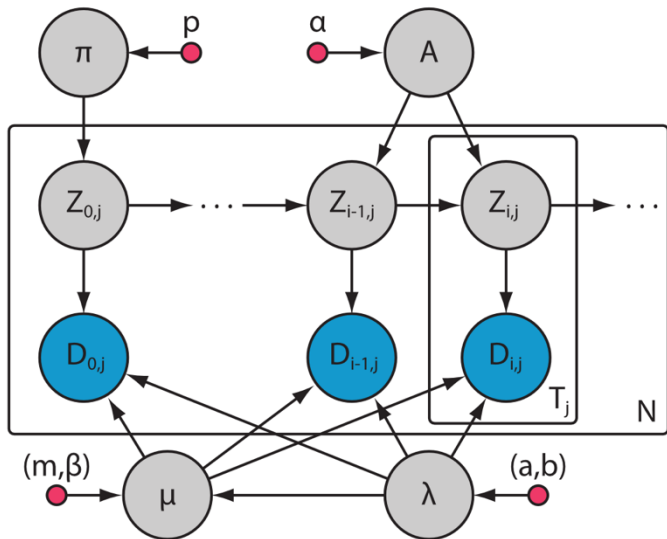 p α
π A
Z₀,ⱼ ··· Zᵢ₋₁,ⱼ Zᵢ,ⱼ ···
D₀,ⱼ Dᵢ₋₁,ⱼ Dᵢ,ⱼ
Tⱼ N
(m,β) (a,b)
μ λ